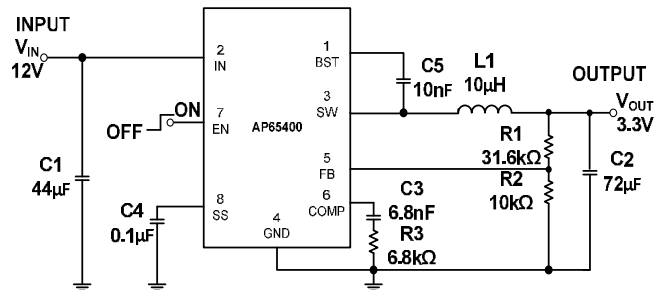 INPUT
VIN
12V
2
IN
1
BST
C5
10nF
L1
10µH
OUTPUT
VOUT
3.3V
3
SW
ON
OFF
7
EN
AP65400
R1
31.6kΩ
5
FB
C1
44µF
R2
10kΩ
C2
72µF
C3
6.8nF
6
COMP
C4
0.1µF
8
SS
4
GND
R3
6.8kΩ